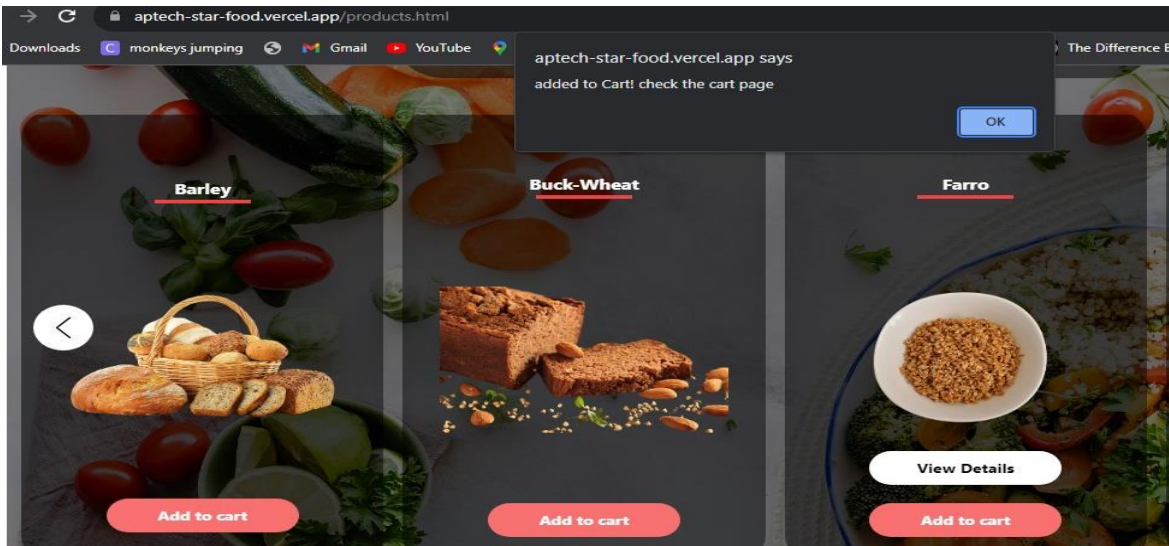 aptech-star-food.vercel.app/products.html
Downloads
C monkeys jumping
Gmail
YouTube
The Difference
aptech-star-food.vercel.app says
added to Cart! check the cart page
OK
Barley
Buck-Wheat
Farro
View Details
Add to cart
Add to cart
Add to cart